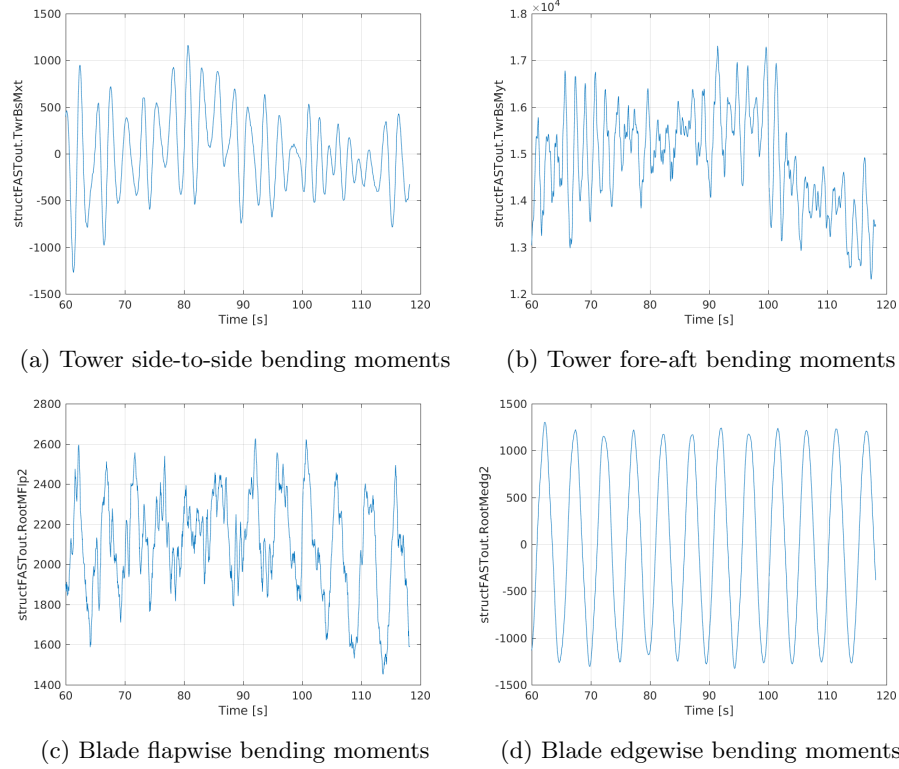 1500
1000
500
0
-500
-1000
-1500
structFASTout.TwrBsMxt
60 70 80 90 100 110 120
Time [s]
×10⁴
1.8
1.7
1.6
1.5
1.4
1.3
1.2
structFASTout.TwrBsMyt
60 70 80 90 100 110 120
Time [s]
(a) Tower side-to-side bending moments
(b) Tower fore-aft bending moments
2800
2600
2400
2200
2000
1800
1600
1400
structFASTout.RootMFlp2
60 70 80 90 100 110 120
Time [s]
1500
1000
500
0
-500
-1000
-1500
structFASTout.RootMedg2
60 70 80 90 100 110 120
Time [s]
(c) Blade flapwise bending moments
(d) Blade edgewise bending moments